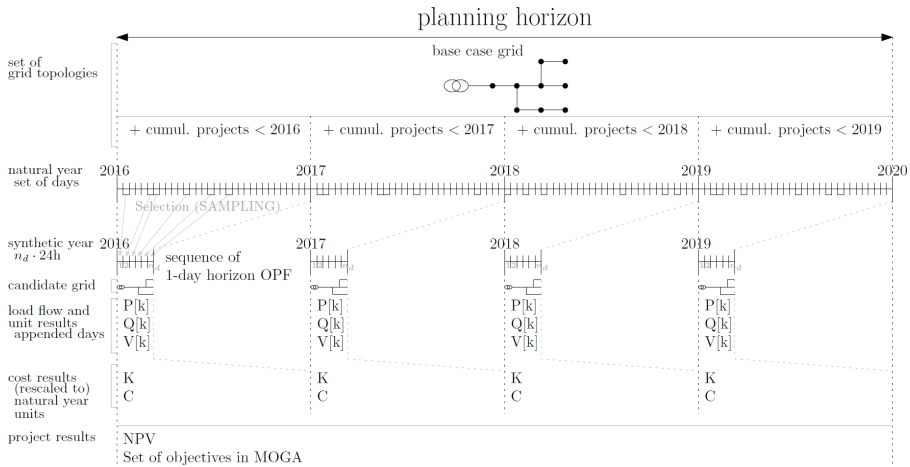 planning horizon
set of
grid topologies
base case grid
+ cumul. projects < 2016
+ cumul. projects < 2017
+ cumul. projects < 2018
+ cumul. projects < 2019
natural year
set of days
2016
2017
2018
2019
2020
Selection (SAMPLING)
synthetic year
n_d · 24h
2016
2017
2018
2019
sequence of
1-day horizon OPF
candidate grid
load flow and
unit results
appended days
P[k]
Q[k]
V[k]
P[k]
Q[k]
V[k]
P[k]
Q[k]
V[k]
P[k]
Q[k]
V[k]
cost results
(rescaled to)
natural year
units
K
C
K
C
K
C
K
C
project results
NPV
Set of objectives in MOGA